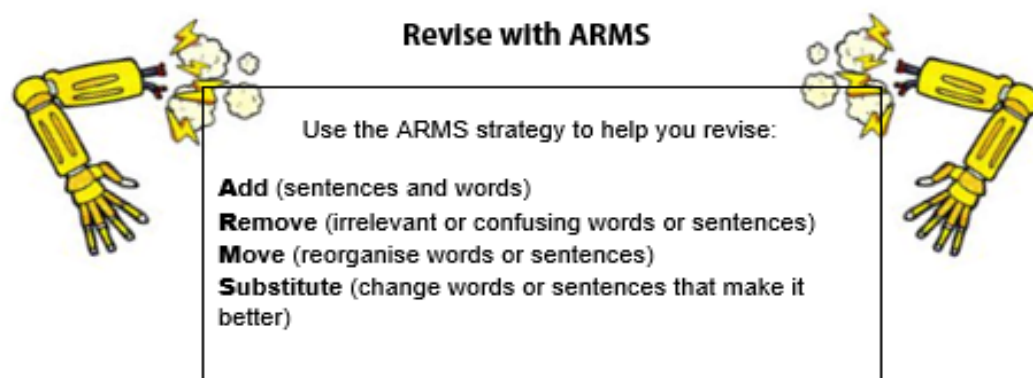 Revise with ARMS
Use the ARMS strategy to help you revise:
Add (sentences and words)
Remove (irrelevant or confusing words or sentences)
Move (reorganise words or sentences)
Substitute (change words or sentences that make it
better)